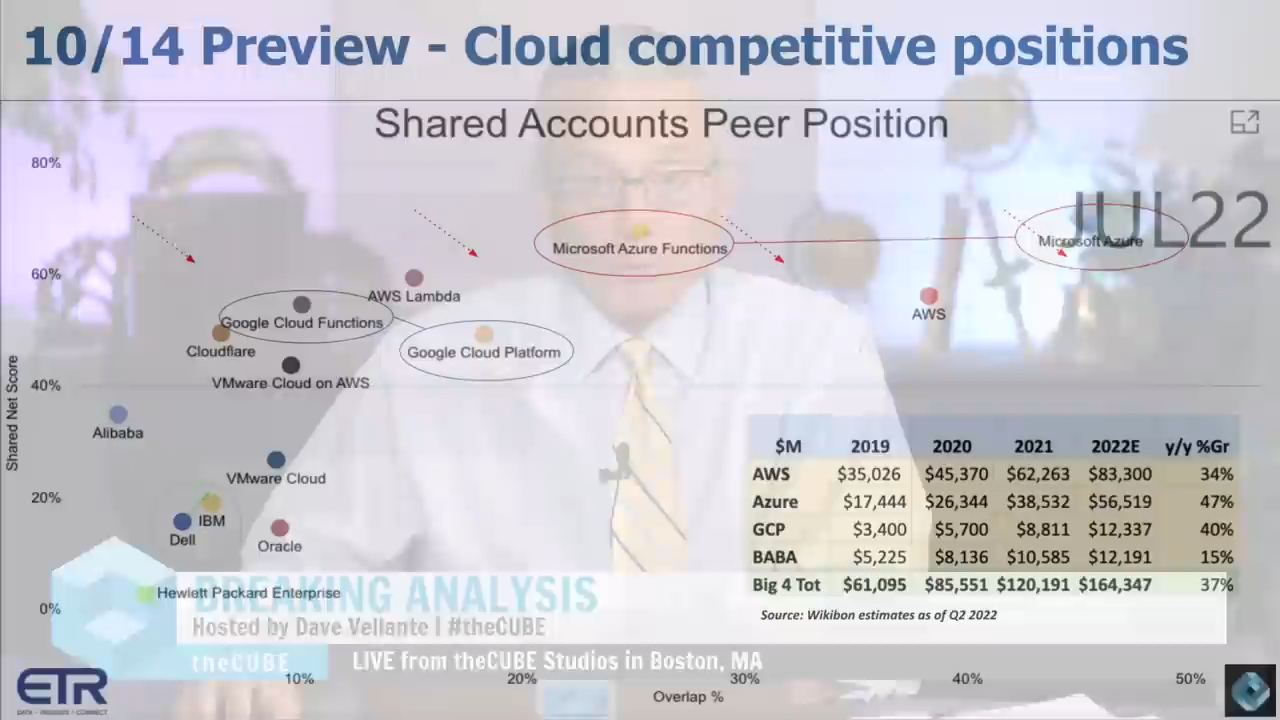 10/14 Preview - Cloud competitive positions
Shared Accounts Peer Position
JUL22
80%
60%
40%
20%
0%
Shared Net Score
Microsoft Azure Functions
Microsoft Azure
AWS Lambda
AWS
Google Cloud Functions
Cloudflare
Google Cloud Platform
VMware Cloud on AWS
Alibaba
VMware Cloud
IBM
Dell
Oracle
Hewlett Packard Enterprise
$M 2019 2020 2021 2022E y/y %Gr
AWS $35,026 $45,370 $62,263 $83,300 34%
Azure $17,444 $26,344 $38,532 $56,519 47%
GCP $3,400 $5,700 $8,811 $12,337 40%
BABA $5,225 $8,136 $10,585 $12,191 15%
Big 4 Tot $61,095 $85,551 $120,191 $164,347 37%
Source: Wikibon estimates as of Q2 2022
BREAKING ANALYSIS
Hosted by Dave Vellante | #theCUBE
theCUBE LIVE from theCUBE Studios in Boston, MA
10% 20% 30% 40% 50%
Overlap %
ETR
DATA · INSIGHTS · CONNECT